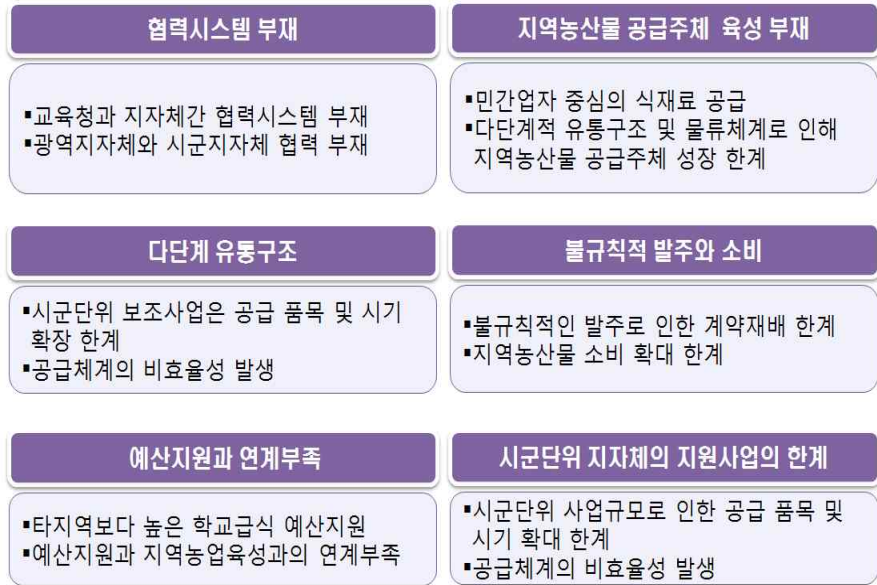 협력시스템 부재
▪교육청과 지자체간 협력시스템 부재
▪광역지자체와 시군지자체 협력 부재
지역농산물 공급주체 육성 부재
▪민간업자 중심의 식재료 공급
▪다단계적 유통구조 및 물류체계로 인해
지역농산물 공급주체 성장 한계
다단계 유통구조
▪시군단위 보조사업은 공급 품목 및 시기
확장 한계
▪공급체계의 비효율성 발생
불규칙적 발주와 소비
▪불규칙적인 발주로 인한 계약재배 한계
▪지역농산물 소비 확대 한계
예산지원과 연계부족
▪타지역보다 높은 학교급식 예산지원
▪예산지원과 지역농업육성과의 연계부족
시군단위 지자체의 지원사업의 한계
▪시군단위 사업규모로 인한 공급 품목 및
시기 확대 한계
▪공급체계의 비효율성 발생